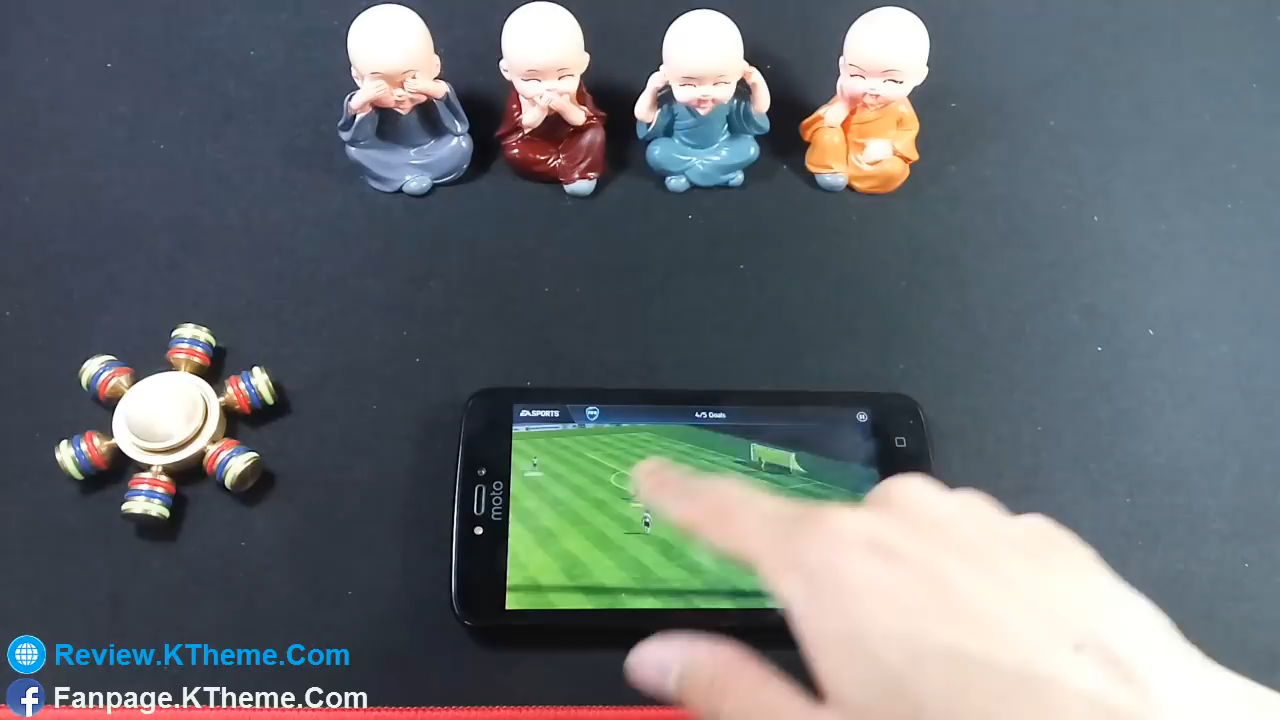 EA SPORTS
4/5 Goals
moto
Review.KTheme.Com
Fanpage.KTheme.Com